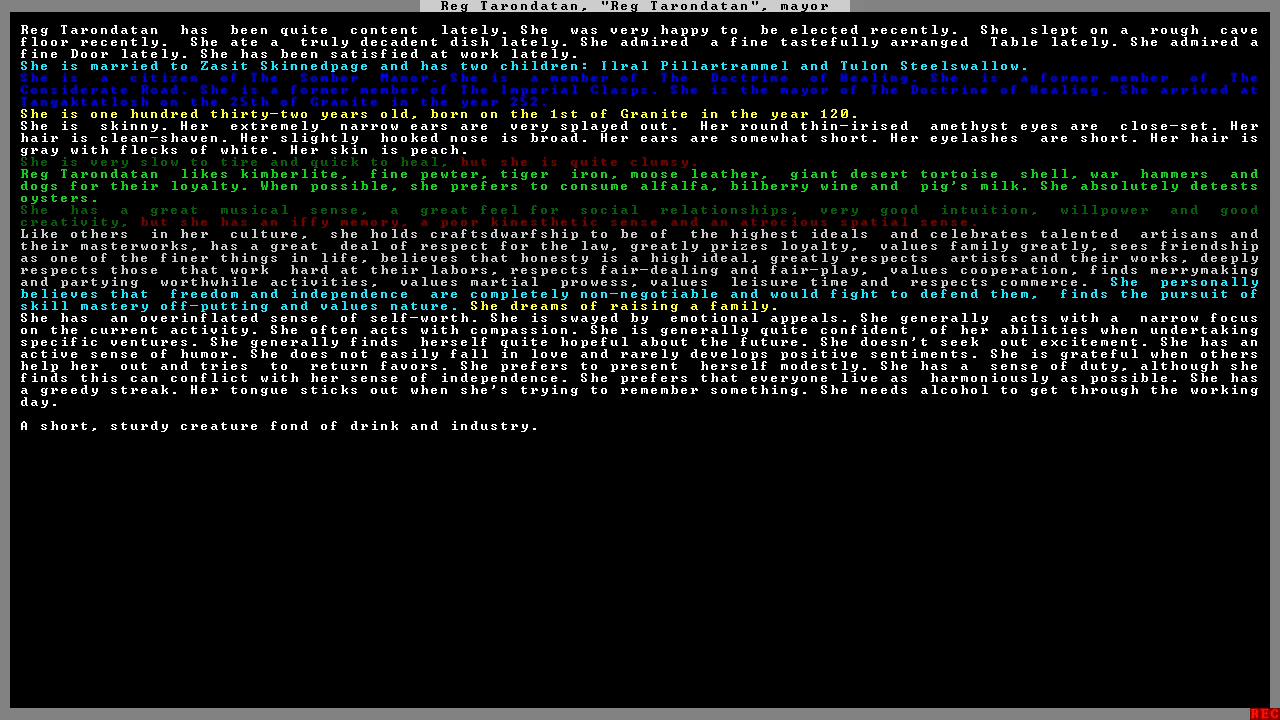 Reg Tarondatan, "Reg Tarondatan", mayor
Reg Tarondatan has been quite content lately. She was very happy to be elected recently. She slept on a rough cave
floor recently. She ate a truly decadent dish lately. She admired a fine tastefully arranged Table lately. She admired a
fine Door lately. She has been satisfied at work lately.
She is married to Zasit Skinnedpage and has two children: Ilral Pillartrammel and Tulon Steelswallow.
She is a citizen of The Somber Manor. She is a member of The Doctrine of Healing. She is a former member of The
Considerate Road. She is a former member of The Imperial Clasps. She is the mayor of The Doctrine of Healing. She arrived at
Tangaktatlosh on the 25th of Granite in the year 252.
She is one hundred thirty-two years old, born on the 1st of Granite in the year 120.
She is skinny. Her extremely narrow ears are very splayed out. Her round thin-irised amethyst eyes are close-set. Her
hair is clean-shaven. Her slightly hooked nose is broad. Her ears are somewhat short. Her eyelashes are short. Her hair is
gray with flecks of white. Her skin is peach.
She is very slow to tire and quick to heal, but she is quite clumsy.
Reg Tarondatan likes kimberlite, fine pewter, tiger iron, moose leather, giant desert tortoise shell, war hammers and
dogs for their loyalty. When possible, she prefers to consume alfalfa, bilberry wine and pig's milk. She absolutely detests
oysters.
She has a great musical sense, a great feel for social relationships, very good intuition, willpower and good
creativity, but she has an iffy memory, a poor kinesthetic sense and an atrocious spatial sense.
Like others in her culture, she holds craftsdwarfship to be of the highest ideals and celebrates talented artisans and
their masterworks, has a great deal of respect for the law, greatly prizes loyalty, values family greatly, sees friendship
as one of the finer things in life, believes that honesty is a high ideal, greatly respects artists and their works, deeply
respects those that work hard at their labors, respects fair-dealing and fair-play, values cooperation, finds merrymaking
and partying worthwhile activities, values martial prowess, values leisure time and respects commerce. She personally
believes that freedom and independence are completely non-negotiable and would fight to defend them, finds the pursuit of
skill mastery off-putting and values nature. She dreams of raising a family.
She has an overinflated sense of self-worth. She is swayed by emotional appeals. She generally acts with a narrow focus
on the current activity. She often acts with compassion. She is generally quite confident of her abilities when undertaking
specific ventures. She generally finds herself quite hopeful about the future. She doesn't seek out excitement. She has an
active sense of humor. She does not easily fall in love and rarely develops positive sentiments. She is grateful when others
help her out and tries to return favors. She prefers to present herself modestly. She has a sense of duty, although she
finds this can conflict with her sense of independence. She prefers that everyone live as harmoniously as possible. She has
a greedy streak. Her tongue sticks out when she's trying to remember something. She needs alcohol to get through the working
day.
A short, sturdy creature fond of drink and industry.
REC